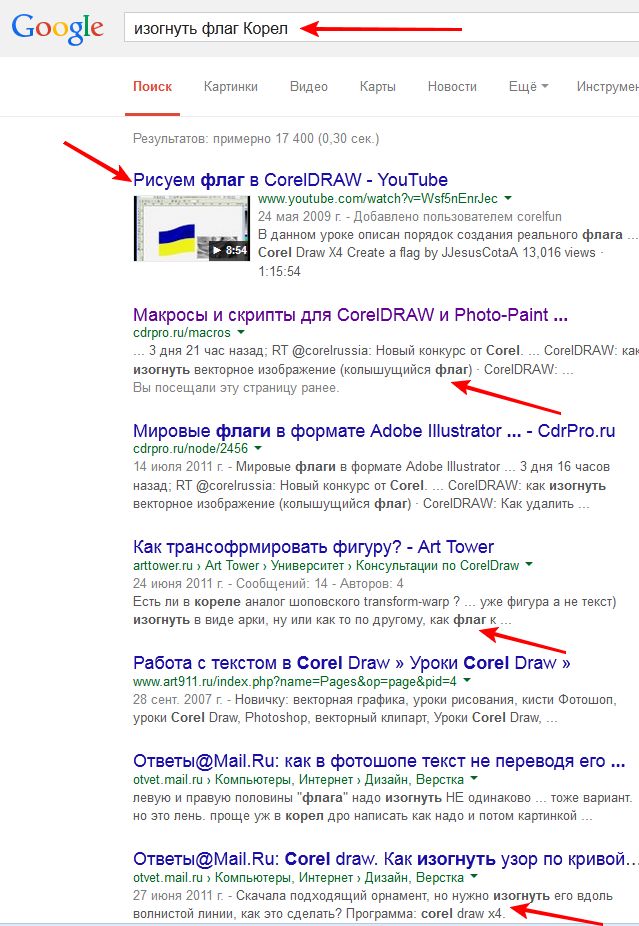 Google
изогнуть флаг Корел
Поиск Картинки Видео Карты Новости Ещё Инструмен
Результатов: примерно 17 400 (0,30 сек.)
Рисуем флаг в CorelDRAW - YouTube
www.youtube.com/watch?v=Wsf5nEnrJec
24 мая 2009 г. - Добавлено пользователем corelfun
В данном уроке описан порядок создания реального флага ...
Corel Draw X4 Create a flag by JJesusCotaA 13,016 views ·
1:15:54
8:54
Макросы и скрипты для CorelDRAW и Photo-Paint ...
cdrpro.ru/macros
... 3 дня 21 час назад; RT @corelrussia: Новый конкурс от Corel. ... CorelDRAW: как
изогнуть векторное изображение (колышущийся флаг) · CorelDRAW: ...
Вы посещали эту страницу ранее.
Мировые флаги в формате Adobe Illustrator ... - CdrPro.ru
cdrpro.ru/node/2456
14 июля 2011 г. - Мировые флаги в формате Adobe Illustrator ... 3 дня 16 часов
назад; RT @corelrussia: Новый конкурс от Corel. ... CorelDRAW: как изогнуть
векторное изображение (колышущийся флаг) · CorelDRAW: Как удалить ...
Как трансофрмировать фигуру? - Art Tower
arttower.ru › Art Tower › Университет › Консультации по CorelDraw
24 июня 2011 г. - Сообщений: 14 - Авторов: 4
Есть ли в кореле аналог шоповского transform-warp ? ... уже фигура а не текст)
изогнуть в виде арки, ну или как то по другому, как флаг к ...
Работа с текстом в Corel Draw » Уроки Corel Draw »
www.art911.ru/index.php?name=Pages&op=page&pid=4
28 сент. 2007 г. - Новичку: векторная графика, уроки рисования, кисти Фотошоп,
уроки Corel Draw, Photoshop, векторный клипарт, Уроки Corel Draw, ...
Ответы@Mail.Ru: как в фотошопе текст не переводя его ...
otvet.mail.ru › Компьютеры, Интернет › Дизайн, Верстка
левую и правую половины "флага" надо изогнуть НЕ одинаково ... тоже вариант.
но это лень. проще уж в корел дро написать как надо и потом картинкой ...
Ответы@Mail.Ru: Corel draw. Как изогнуть узор по кривой...
otvet.mail.ru › Компьютеры, Интернет › Дизайн, Верстка
27 июня 2011 г. - Скачала подходящий орнамент, но нужно изогнуть его вдоль
волнистой линии, как это сделать? Программа: corel draw x4.